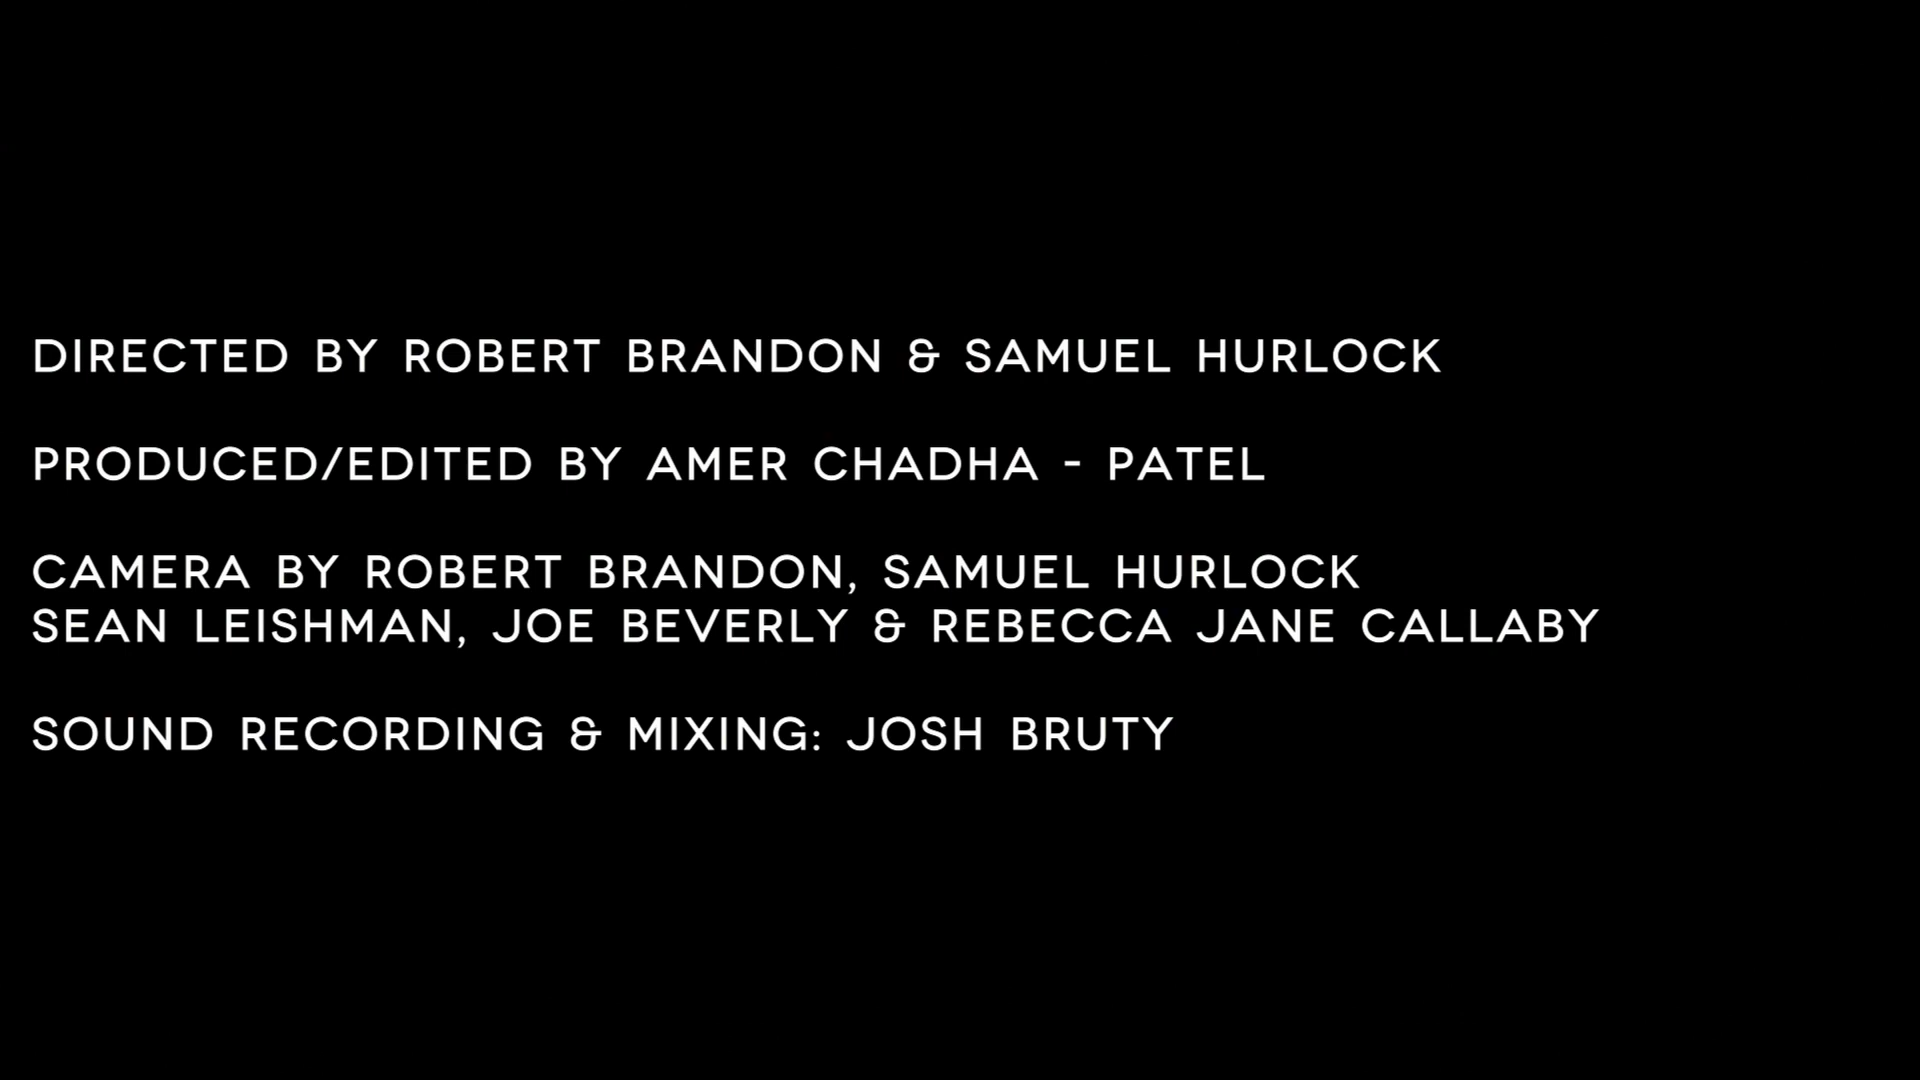 DIRECTED BY ROBERT BRANDON & SAMUEL HURLOCK
PRODUCED/EDITED BY AMER CHADHA - PATEL
CAMERA BY ROBERT BRANDON, SAMUEL HURLOCK
SEAN LEISHMAN, JOE BEVERLY & REBECCA JANE CALLABY
SOUND RECORDING & MIXING: JOSH BRUTY